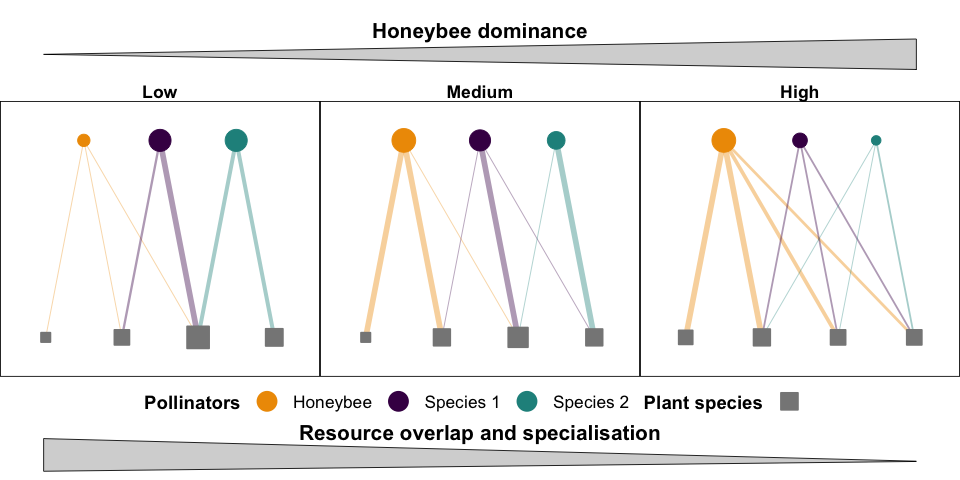 Honeybee dominance
Low Medium High
Pollinators Honeybee Species 1 Species 2 Plant species
Resource overlap and specialisation